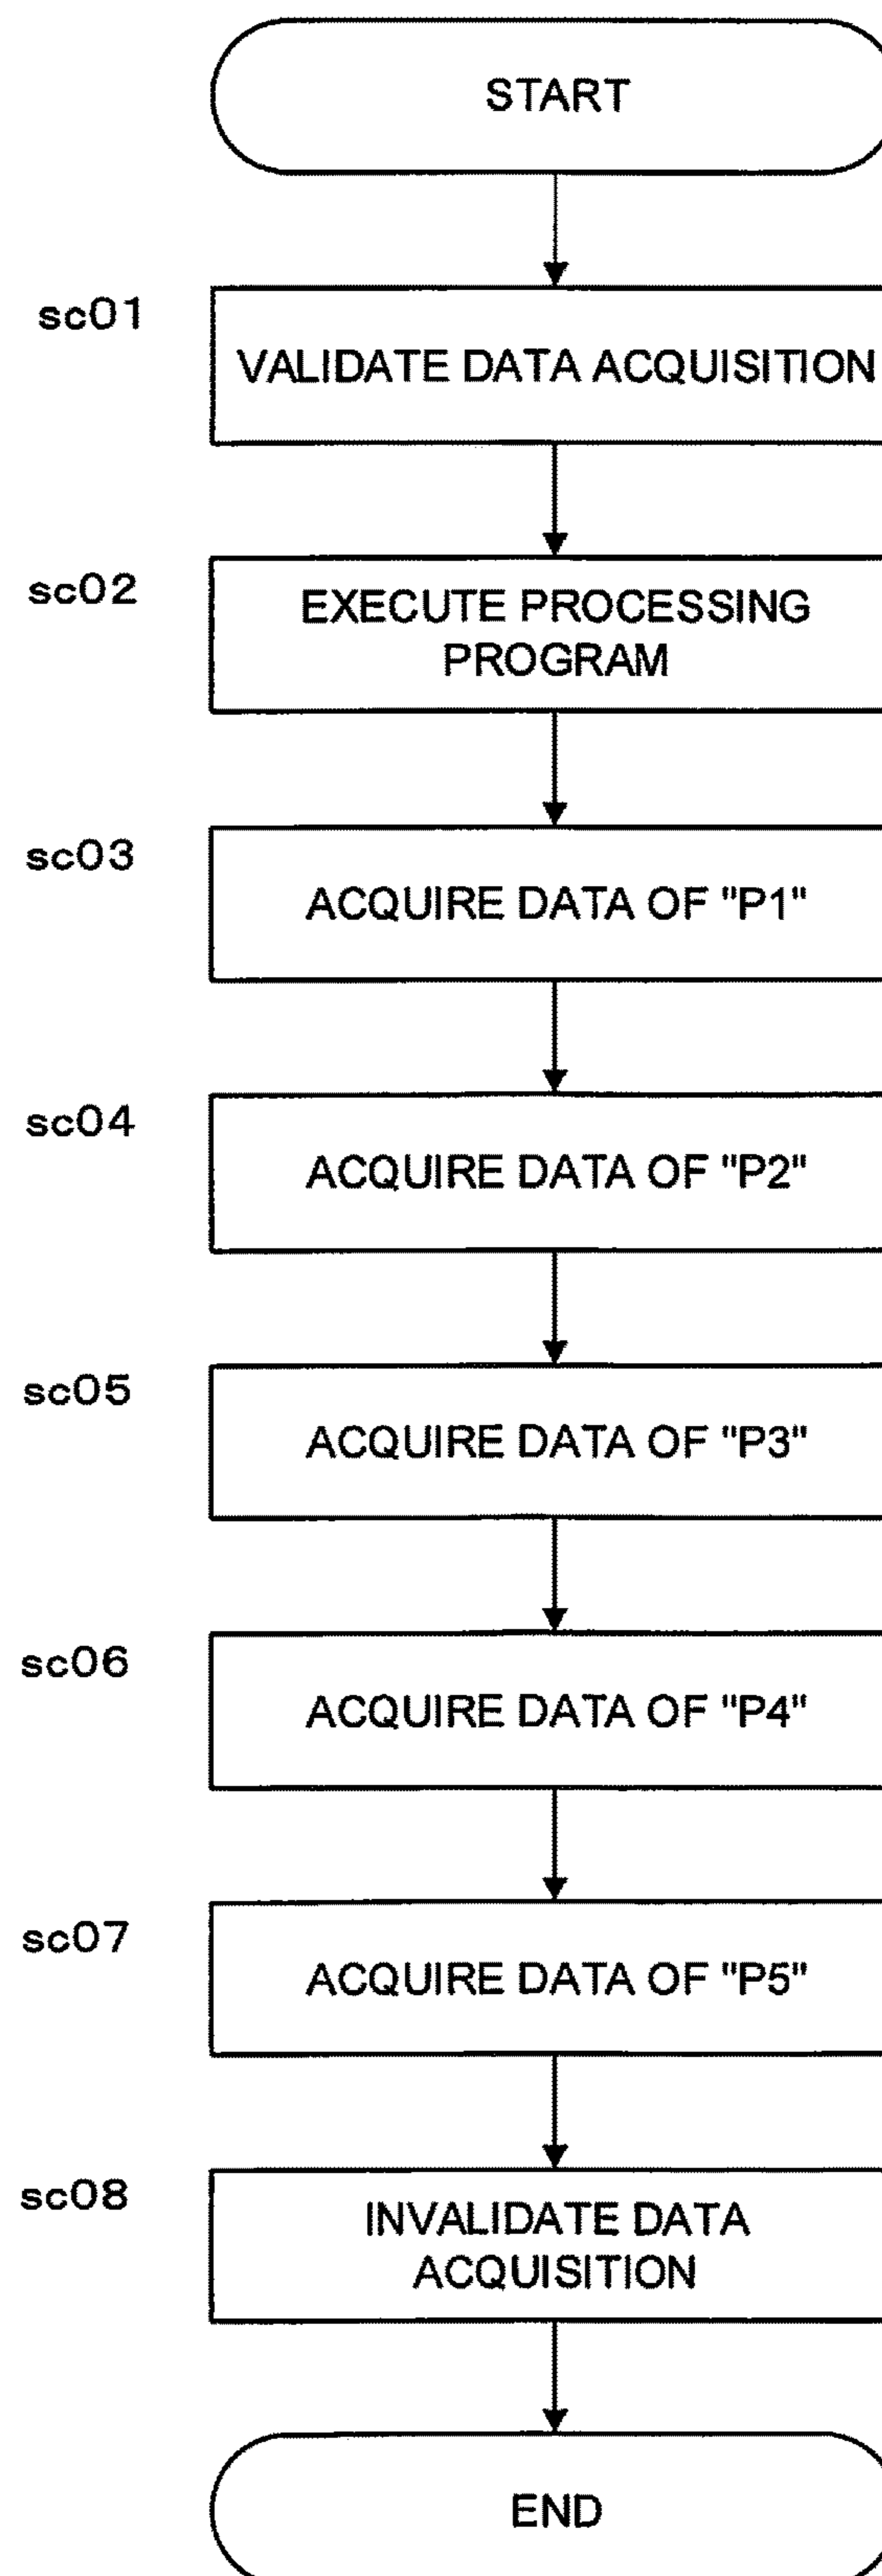 START
sc01
VALIDATE DATA ACQUISITION
sc02
EXECUTE PROCESSING
PROGRAM
sc03
ACQUIRE DATA OF "P1"
sc04
ACQUIRE DATA OF "P2"
sc05
ACQUIRE DATA OF "P3"
sc06
ACQUIRE DATA OF "P4"
sc07
ACQUIRE DATA OF "P5"
sc08
INVALIDATE DATA
ACQUISITION
END